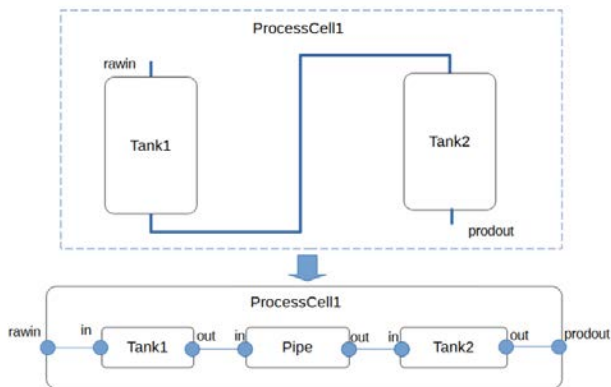 ProcessCell1
rawin
Tank1
Tank2
prodout
ProcessCell1
rawin in out in out in out prodout
Tank1 Pipe Tank2